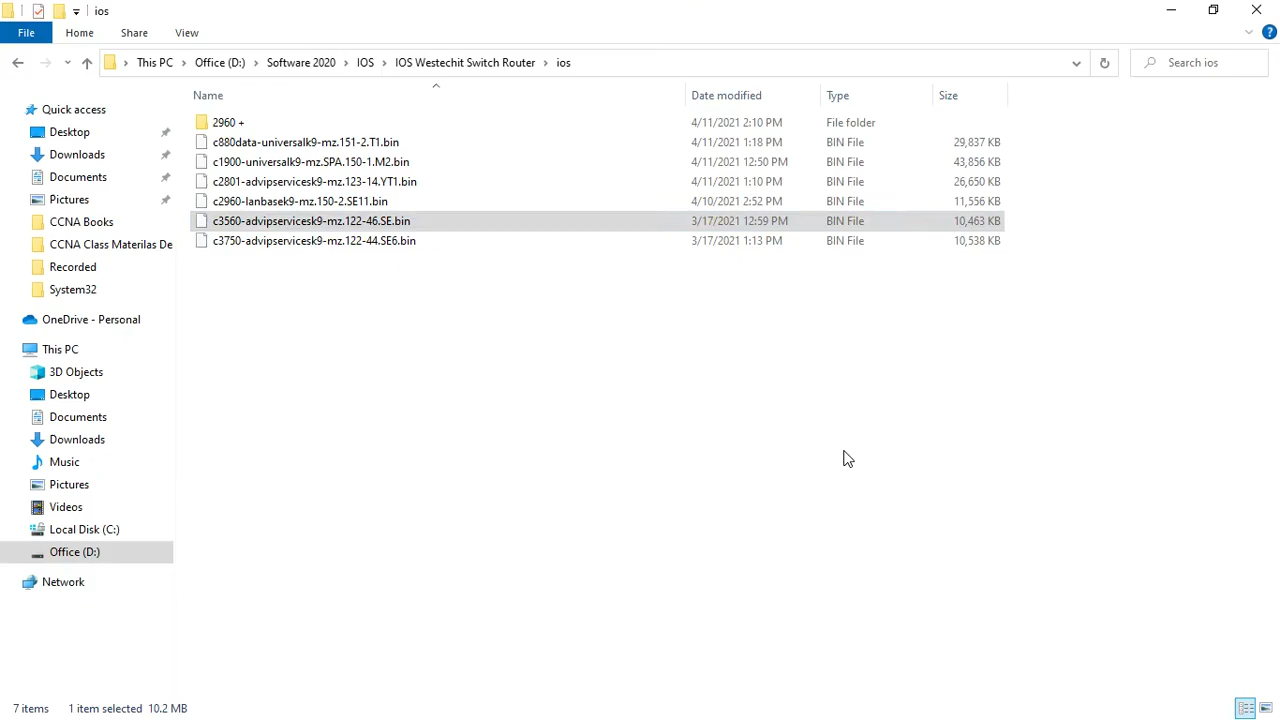 ios
File Home Share View
This PC Office (D:) Software 2020 IOS IOS Westechit Switch Router ios Search ios
Name Date modified Type Size
Quick access
Desktop
Downloads
Documents
Pictures
CCNA Books
CCNA Class Materilas De
Recorded
System32
OneDrive - Personal
This PC
3D Objects
Desktop
Documents
Downloads
Music
Pictures
Videos
Local Disk (C:)
Office (D:)
Network
2960 + 4/11/2021 2:10 PM File folder
c880data-universalk9-mz.151-2.T1.bin 4/11/2021 1:18 PM BIN File 29,837 KB
c1900-universalk9-mz.SPA.150-1.M2.bin 4/11/2021 12:50 PM BIN File 43,856 KB
c2801-advipservicesk9-mz.123-14.YT1.bin 4/11/2021 1:10 PM BIN File 26,650 KB
c2960-lanbasek9-mz.150-2.SE11.bin 4/10/2021 2:52 PM BIN File 11,556 KB
c3560-advipservicesk9-mz.122-46.SE.bin 3/17/2021 12:59 PM BIN File 10,463 KB
c3750-advipservicesk9-mz.122-44.SE6.bin 3/17/2021 1:13 PM BIN File 10,538 KB
7 items 1 item selected 10.2 MB